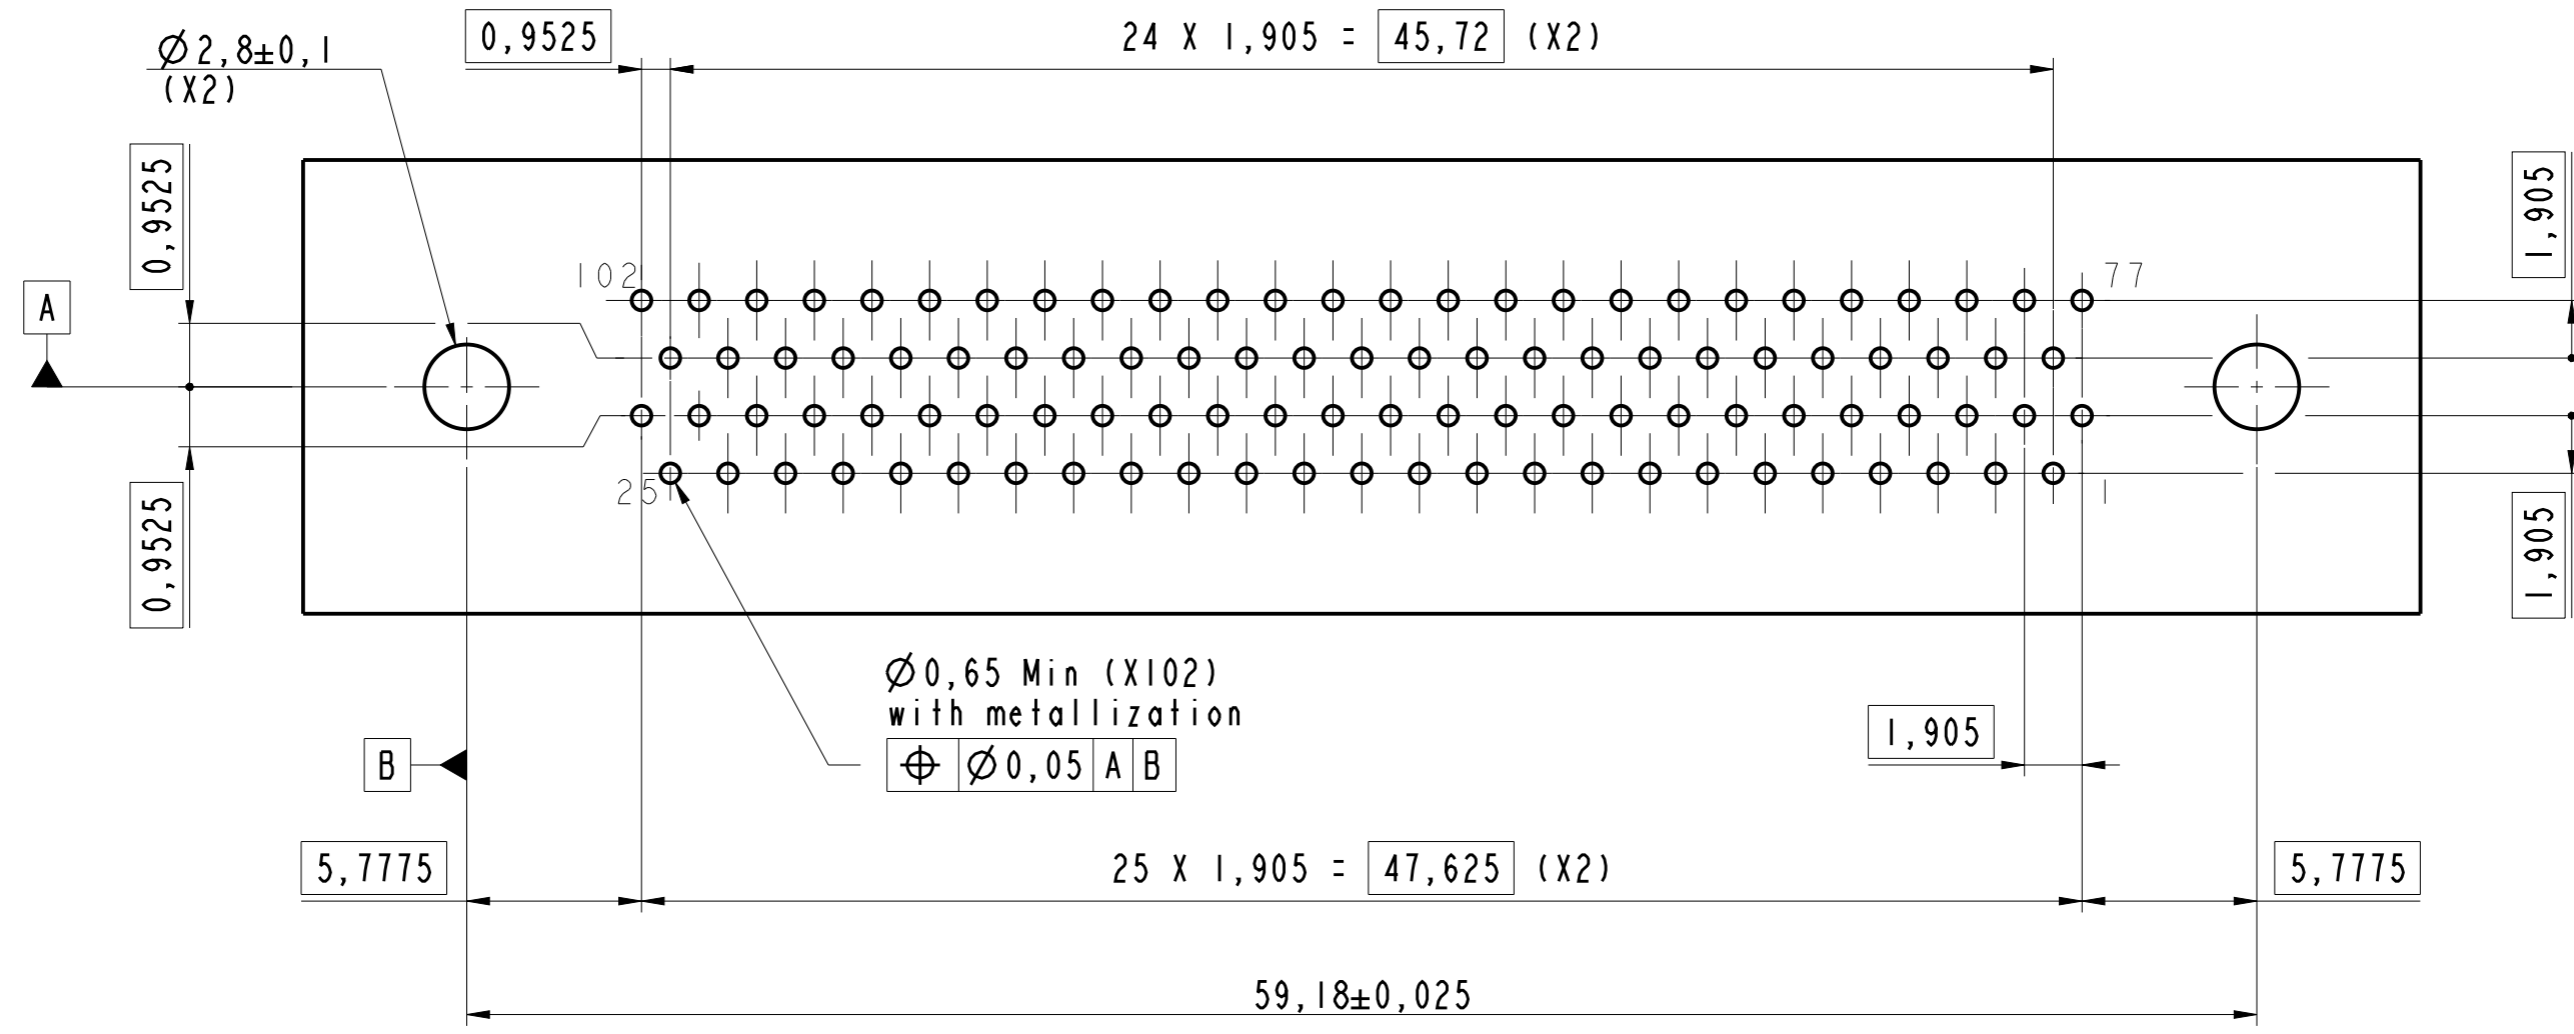 0,9525
24 X 1,905 = 45,72 (X2)
Ø2,8±0,1
(X2)
0,9525
1,905
A
102
77
25
1
0,9525
1,905
Ø0,65 Min (X102)
with metallization
⌖ Ø0,05 A B
B
1,905
5,7775
25 X 1,905 = 47,625 (X2)
5,7775
59,18±0,025